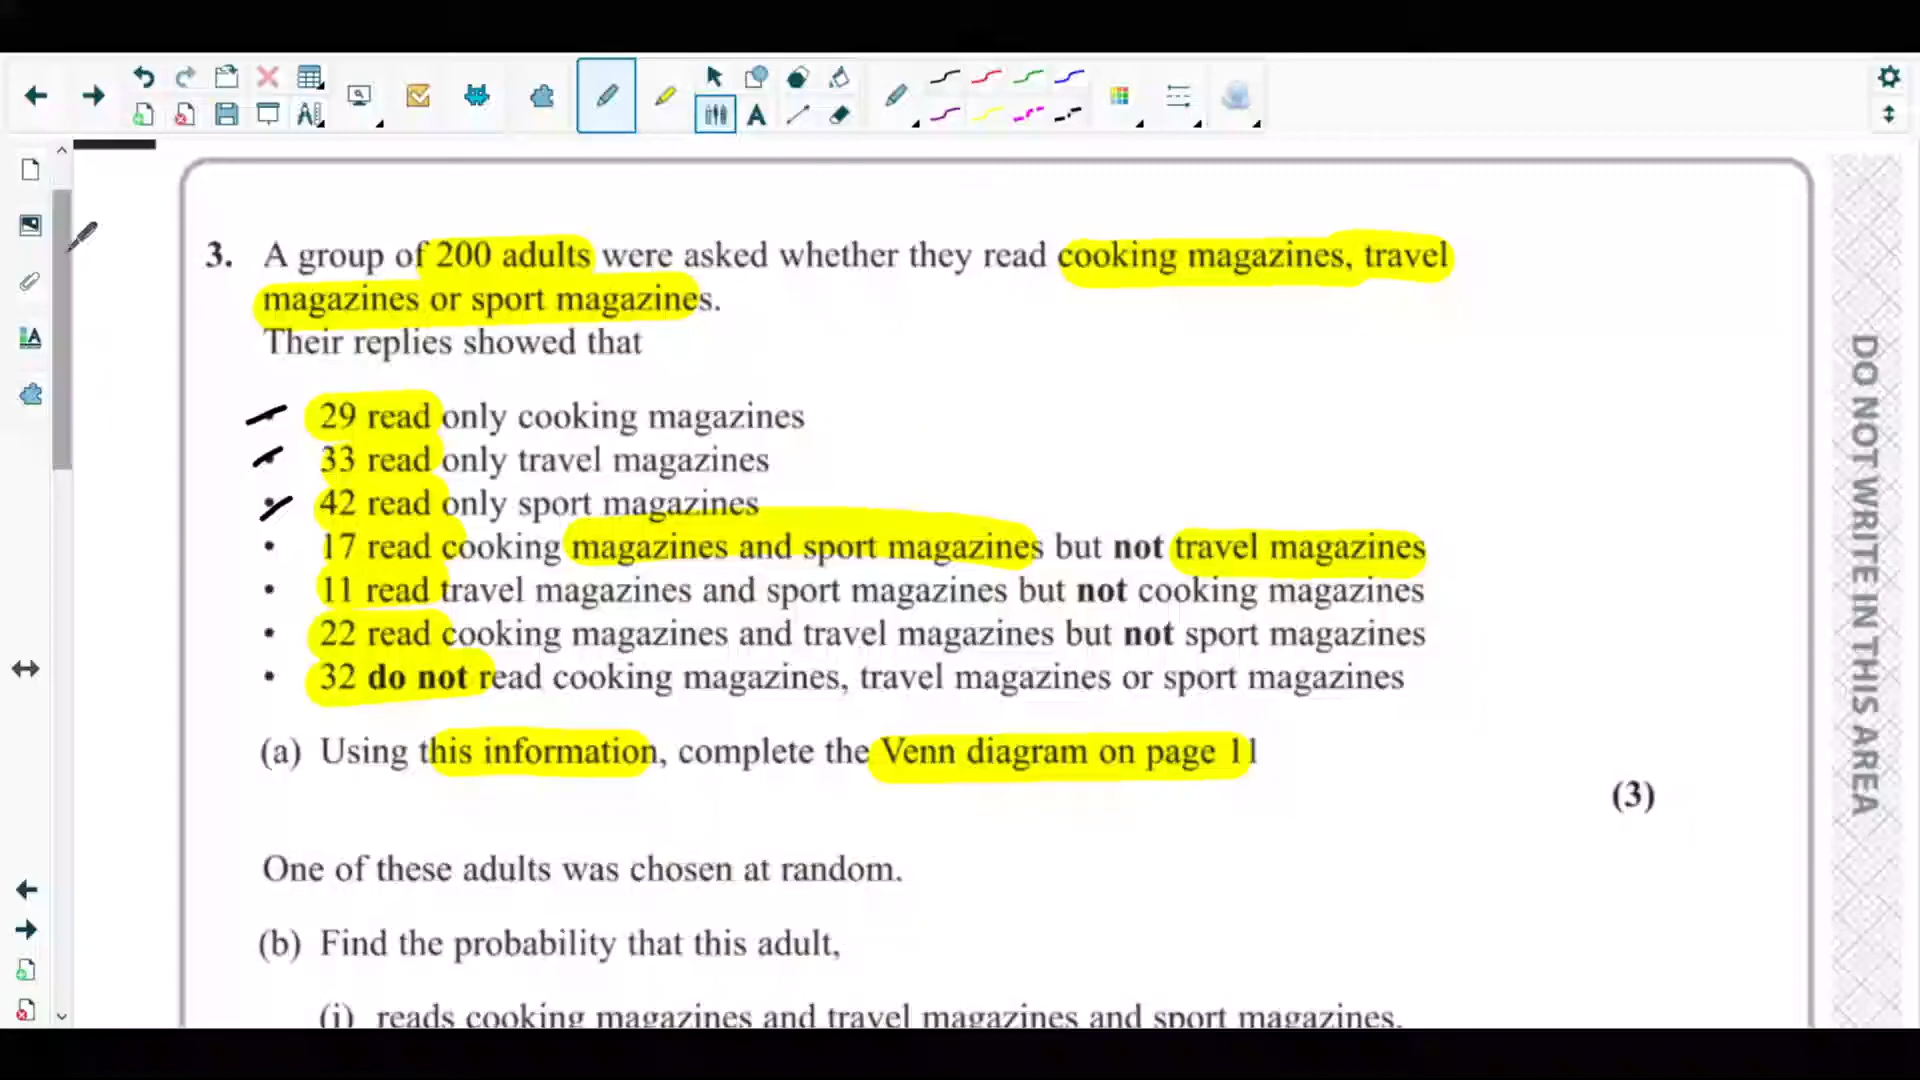 3. A group of 200 adults were asked whether they read cooking magazines, travel
magazines or sport magazines.
Their replies showed that
• 29 read only cooking magazines
• 33 read only travel magazines
• 42 read only sport magazines
• 17 read cooking magazines and sport magazines but not travel magazines
• 11 read travel magazines and sport magazines but not cooking magazines
• 22 read cooking magazines and travel magazines but not sport magazines
• 32 do not read cooking magazines, travel magazines or sport magazines
(a) Using this information, complete the Venn diagram on page 11
(3)
One of these adults was chosen at random.
(b) Find the probability that this adult,
(i) reads cooking magazines and travel magazines and sport magazines,
DO NOT WRITE IN THIS AREA